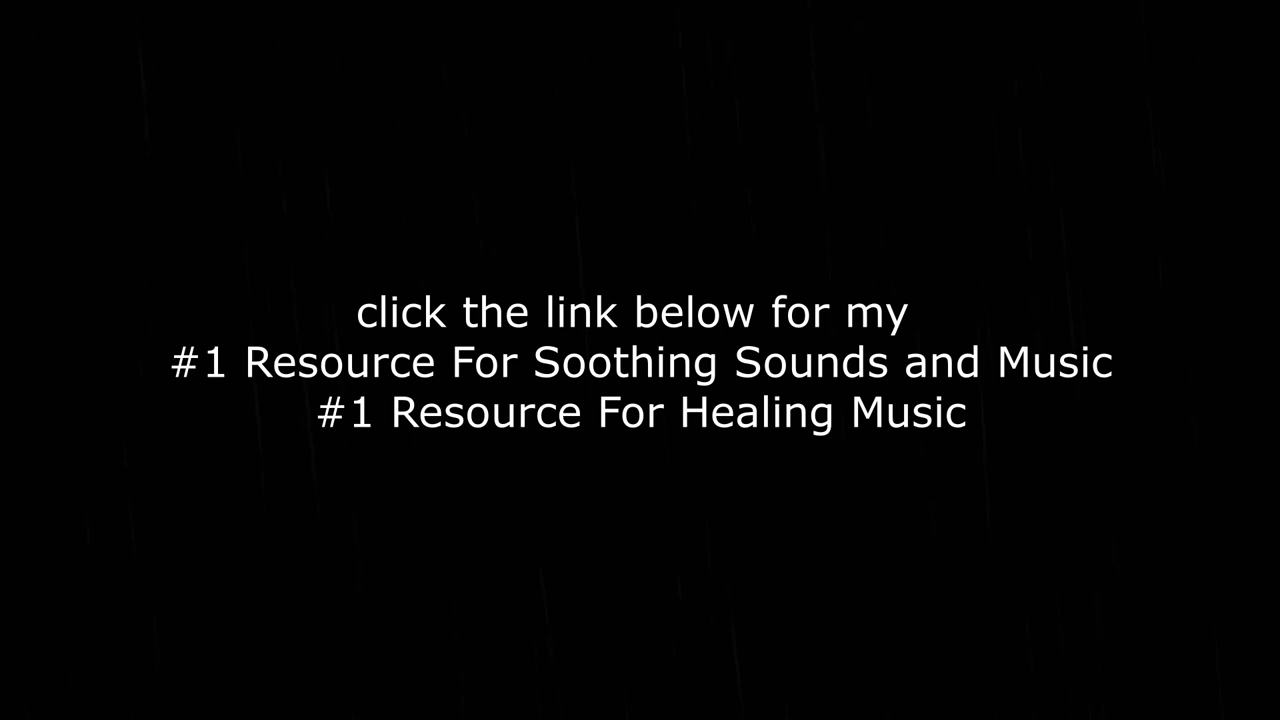 click the link below for my
#1 Resource For Soothing Sounds and Music
#1 Resource For Healing Music